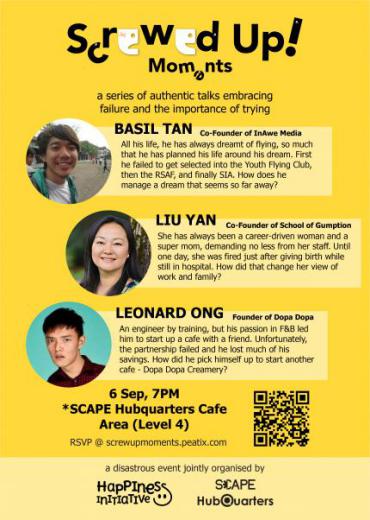 Screwed Up!
Moments
a series of authentic talks embracing
failure and the importance of trying
BASIL TAN Co-Founder of InAwe Media
All his life, he has always dreamt of flying, so much
that he has planned his life around his dream. First
he failed to get selected into the Youth Flying Club,
then the RSAF, and finally SIA. How does he
manage a dream that seems so far away?
LIU YAN Co-Founder of School of Gumption
She has always been a career-driven woman and a
super mom, demanding no less from her staff. Until
one day, she was fired just after giving birth while
still in hospital. How did that change her view of
work and family?
LEONARD ONG Founder of Dopa Dopa
An engineer by training, but his passion in F&B led
him to start up a cafe with a friend. Unfortunately,
the partnership failed and he lost much of his
savings. How did he pick himself up to start another
cafe - Dopa Dopa Creamery?
6 Sep, 7PM
*SCAPE Hubquarters Cafe
Area (Level 4)
RSVP @ screwupmoments.peatix.com
a disastrous event jointly organised by
HaPPINess
INITIATIVE
SCAPE
HubQuarters